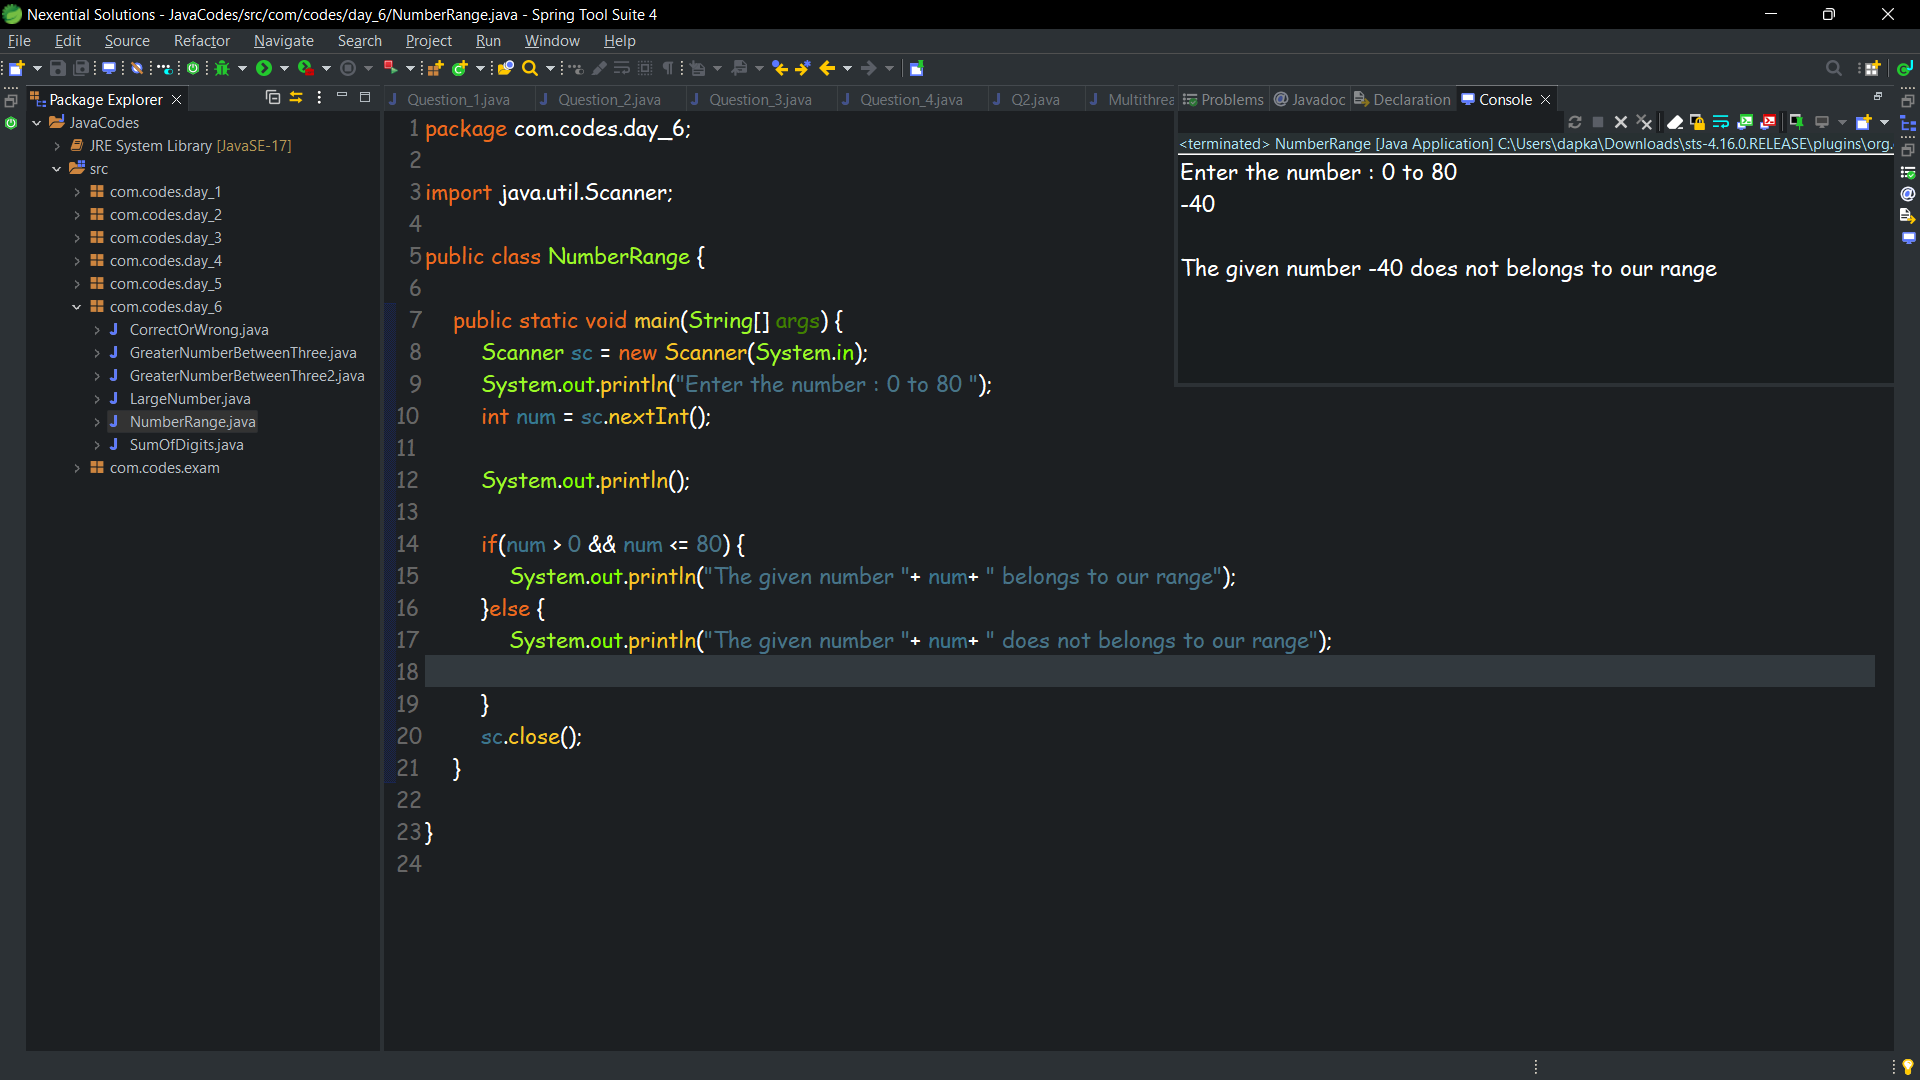 Nexential Solutions - JavaCodes/src/com/codes/day_6/NumberRange.java - Spring Tool Suite 4
File Edit Source Refactor Navigate Search Project Run Window Help
Package Explorer
JavaCodes
JRE System Library [JavaSE-17]
src
com.codes.day_1
com.codes.day_2
com.codes.day_3
com.codes.day_4
com.codes.day_5
com.codes.day_6
CorrectOrWrong.java
GreaterNumberBetweenThree.java
GreaterNumberBetweenThree2.java
LargeNumber.java
NumberRange.java
SumOfDigits.java
com.codes.exam
Question_1.java Question_2.java Question_3.java Question_4.java Q2.java Multithrea
1 package com.codes.day_6;
2
3 import java.util.Scanner;
4
5 public class NumberRange {
6
7 public static void main(String[] args) {
8 Scanner sc = new Scanner(System.in);
9 System.out.println("Enter the number : 0 to 80 ");
10 int num = sc.nextInt();
11
12 System.out.println();
13
14 if(num > 0 && num <= 80) {
15 System.out.println("The given number "+ num+ " belongs to our range");
16 }else {
17 System.out.println("The given number "+ num+ " does not belongs to our range");
18
19 }
20 sc.close();
21 }
22
23 }
24
Problems @ Javadoc Declaration Console
<terminated> NumberRange [Java Application] C:\Users\dapka\Downloads\sts-4.16.0.RELEASE\plugins\org.
Enter the number : 0 to 80
-40
The given number -40 does not belongs to our range